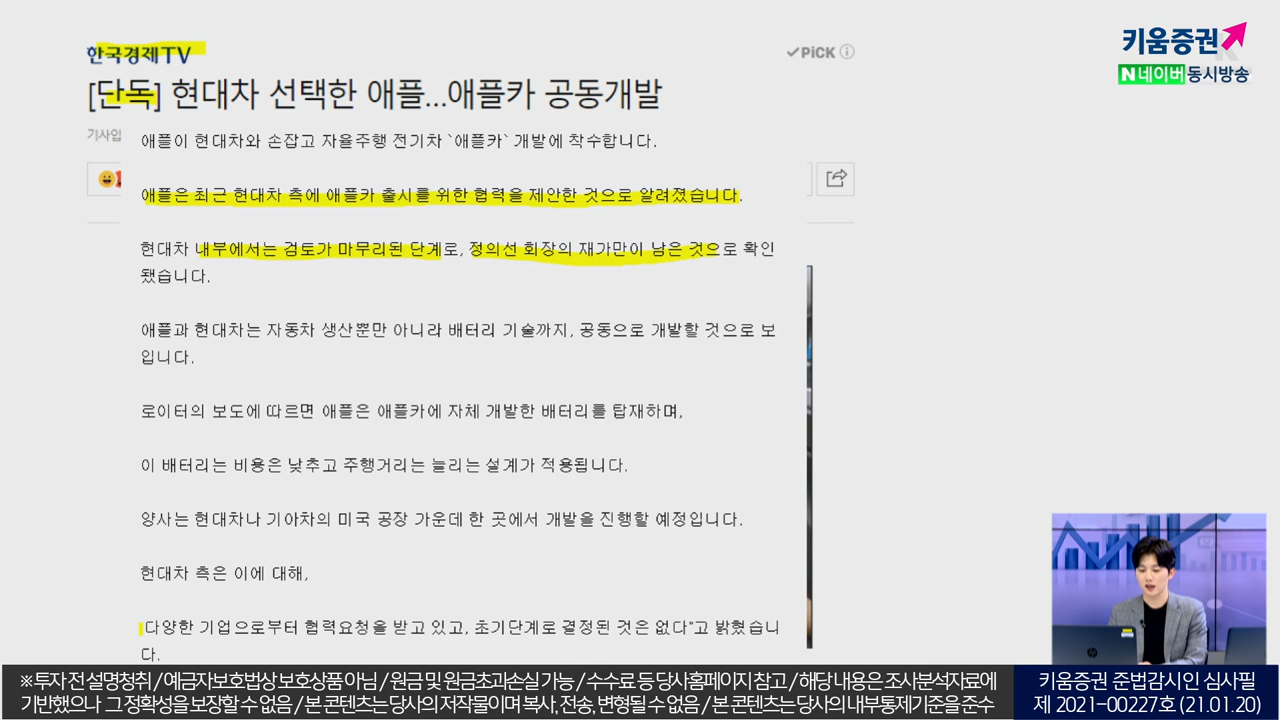 한국경제TV
PiCK
[단독] 현대차 선택한 애플...애플카 공동개발
기사입
애플이 현대차와 손잡고 자율주행 전기차 `애플카` 개발에 착수합니다.
애플은 최근 현대차 측에 애플카 출시를 위한 협력을 제안한 것으로 알려졌습니다.
현대차 내부에서는 검토가 마무리된 단계로, 정의선 회장의 재가만이 남은 것으로 확인
됐습니다.
애플과 현대차는 자동차 생산뿐만 아니라 배터리 기술까지, 공동으로 개발할 것으로 보
입니다.
로이터의 보도에 따르면 애플은 애플카에 자체 개발한 배터리를 탑재하며,
이 배터리는 비용은 낮추고 주행거리는 늘리는 설계가 적용됩니다.
양사는 현대차나 기아차의 미국 공장 가운데 한 곳에서 개발을 진행할 예정입니다.
현대차 측은 이에 대해,
다양한 기업으로부터 협력요청을 받고 있고, 초기단계로 결정된 것은 없다"고 밝혔습니
다.
키움증권
N 네이버 동시방송
hp
※투자 전 설명청취 / 예금자보호법상 보호상품 아님 / 원금 및 원금초과손실 가능 / 수수료 등 당사홈페이지 참고 / 해당 내용은 조사분석자료에
기반했으나 그 정확성을 보장할 수 없음 / 본 콘텐츠는 당사의 저작물이며 복사, 전송, 변형될 수 없음 / 본 콘텐츠는 당사의 내부통제기준을 준수
키움증권 준법감시인 심사필
제 2021-00227호 (21.01.20)